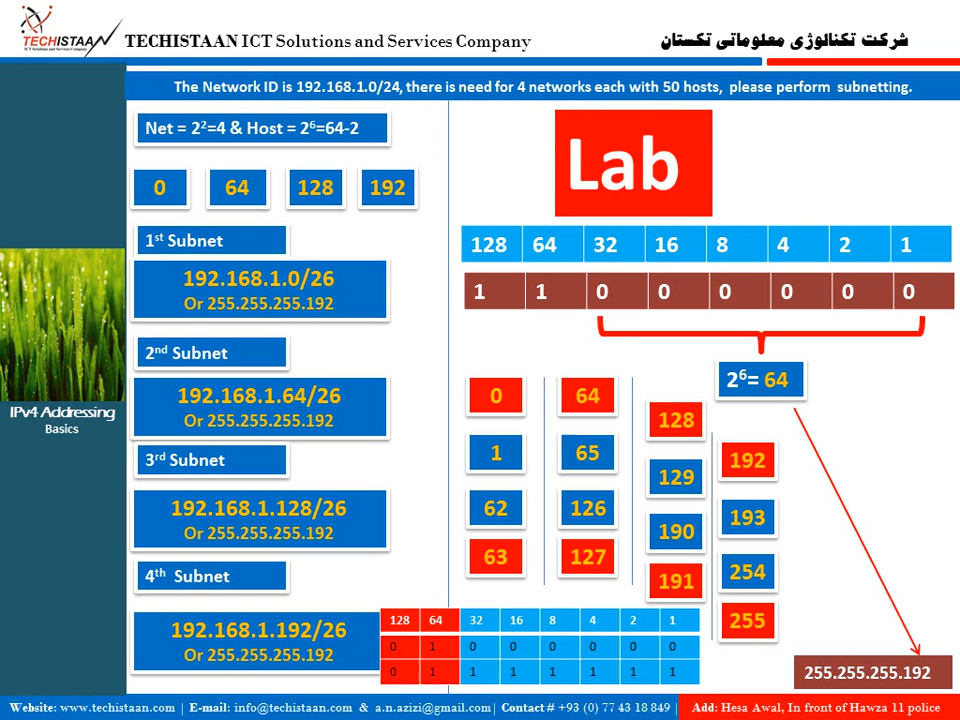 TECHISTAAN
ICT Solutions and Services Company
TECHISTAAN ICT Solutions and Services Company
شرکت تکنالوژی معلوماتی تکستان
The Network ID is 192.168.1.0/24, there is need for 4 networks each with 50 hosts, please perform subnetting.
Net = 2²=4 & Host = 2⁶=64-2
0 64 128 192
1st Subnet
192.168.1.0/26
Or 255.255.255.192
2nd Subnet
192.168.1.64/26
Or 255.255.255.192
3rd Subnet
192.168.1.128/26
Or 255.255.255.192
4th Subnet
192.168.1.192/26
Or 255.255.255.192
IPv4 Addressing
Basics
Lab
128 64 32 16 8 4 2 1
1 1 0 0 0 0 0 0
2⁶= 64
0
1
62
63
64
65
126
127
128
129
190
191
192
193
254
255
128 64 32 16 8 4 2 1
0 1 0 0 0 0 0 0
0 1 1 1 1 1 1 1
255.255.255.192
Website: www.techistaan.com | E-mail: info@techistaan.com & a.n.azizi@gmail.com| Contact # +93 (0) 77 43 18 849 | Add: Hesa Awal, In front of Hawza 11 police